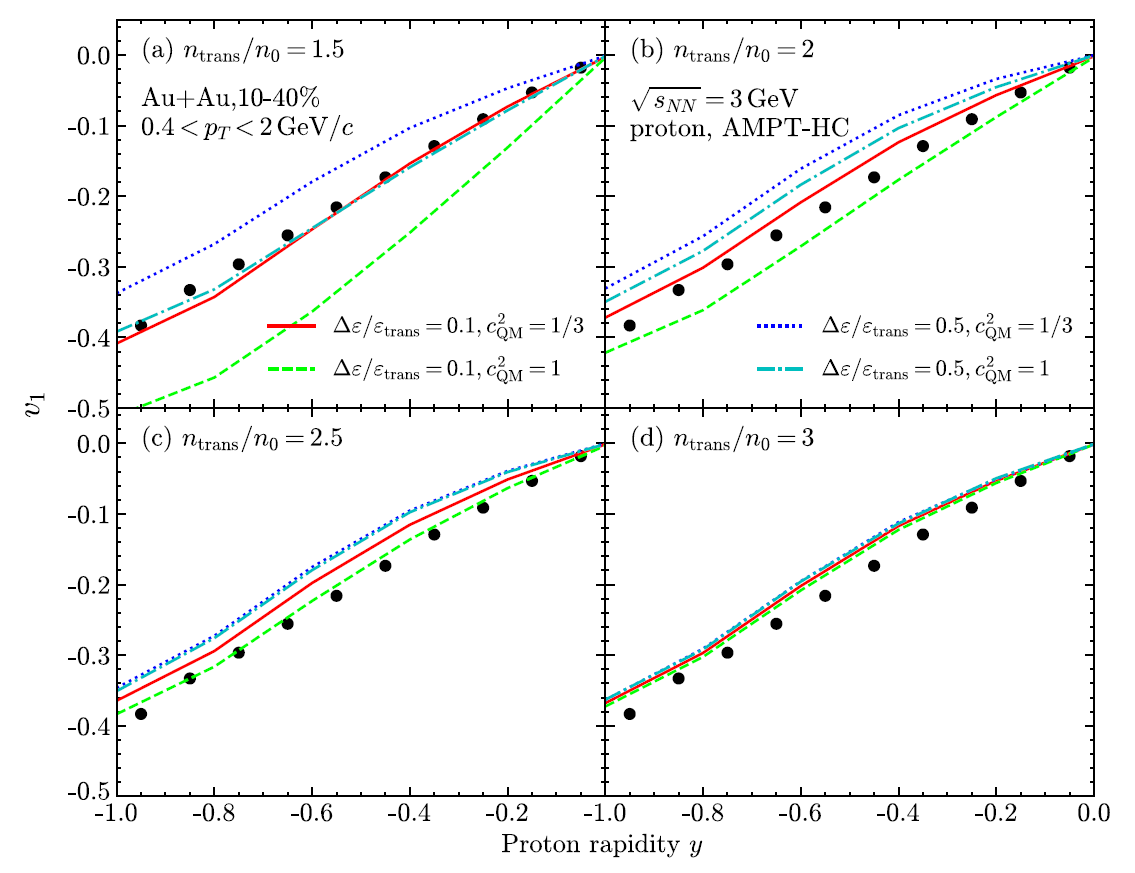 (a) n_trans/n_0 = 1.5
Au+Au,10-40%
0.4 < p_T < 2 GeV/c
(b) n_trans/n_0 = 2
√s_NN = 3 GeV
proton, AMPT-HC
0.0
-0.1
-0.2
-0.3
-0.4
-0.5
Δε/ε_trans = 0.1, c²_QM = 1/3
Δε/ε_trans = 0.1, c²_QM = 1
Δε/ε_trans = 0.5, c²_QM = 1/3
Δε/ε_trans = 0.5, c²_QM = 1
v_1
(c) n_trans/n_0 = 2.5
(d) n_trans/n_0 = 3
0.0
-0.1
-0.2
-0.3
-0.4
-0.5
-1.0 -0.8 -0.6 -0.4 -0.2 -1.0 -0.8 -0.6 -0.4 -0.2 0.0
Proton rapidity y